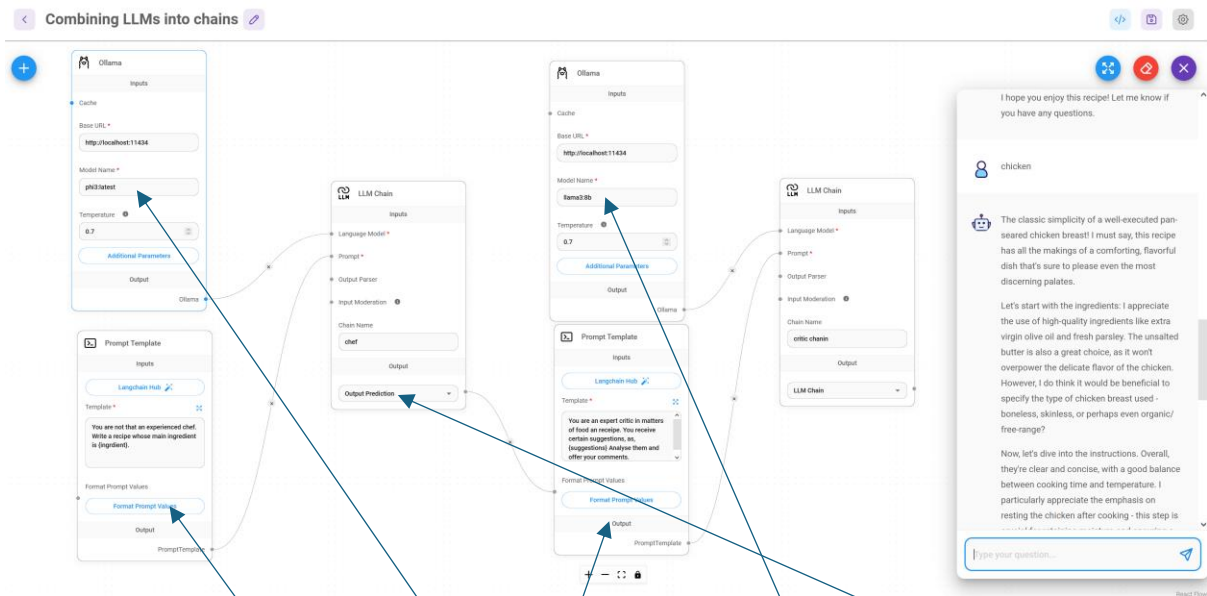 Combining LLMs into chains
Ollama
Inputs
Cache
Base URL *
http://localhost:11434
Model Name *
phi3:latest
Temperature
0.7
Additional Parameters
Output
Ollama
Prompt Template
Inputs
Langchain Hub
Template *
You are not that an experienced chef.
Write a recipe whose main ingredient
is {ingrdient}.
Format Prompt Values
Format Prompt Values
Output
PromptTemplate
LLM
LLM Chain
Inputs
Language Model *
Prompt *
Output Parser
Input Moderation
Chain Name
chef
Output
Output Prediction
Ollama
Inputs
Cache
Base URL *
http://localhost:11434
Model Name *
llama3:8b
Temperature
0.7
Additional Parameters
Output
Ollama
Prompt Template
Inputs
Langchain Hub
Template *
You are an expert critic in matters
of food an receipe. You receive
certain suggestions, as,
{suggestions} Analyse them and
offer your comments.
Format Prompt Values
Format Prompt Values
Output
PromptTemplate
LLM
LLM Chain
Inputs
Language Model *
Prompt *
Output Parser
Input Moderation
Chain Name
critic chanin
Output
LLM Chain
I hope you enjoy this recipe! Let me know if
you have any questions.
chicken
The classic simplicity of a well-executed pan-
seared chicken breast! I must say, this recipe
has all the makings of a comforting, flavorful
dish that's sure to please even the most
discerning palates.
Let's start with the ingredients: I appreciate
the use of high-quality ingredients like extra
virgin olive oil and fresh parsley. The unsalted
butter is also a great choice, as it won't
overpower the delicate flavor of the chicken.
However, I do think it would be beneficial to
specify the type of chicken breast used -
boneless, skinless, or perhaps even organic/
free-range?
Now, let's dive into the instructions. Overall,
they're clear and concise, with a good balance
between cooking time and temperature. I
particularly appreciate the emphasis on
resting the chicken after cooking - this step is
Type your question...
React Flow